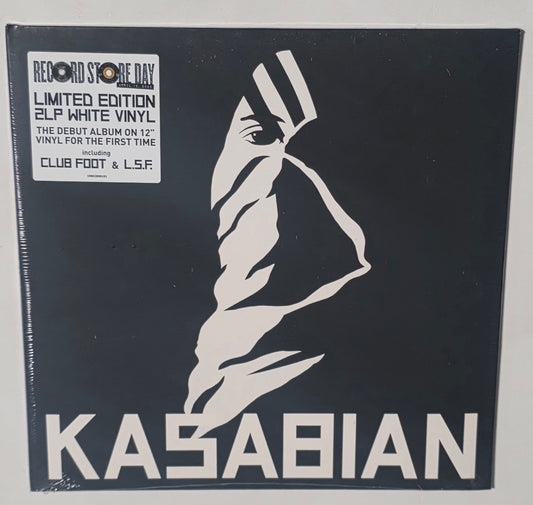 RECORD STORE DAY
LIMITED EDITION
2LP WHITE VINYL
THE DEBUT ALBUM ON 12"
VINYL FOR THE FIRST TIME
including
CLUB FOOT & L.S.F.
KASABIAN